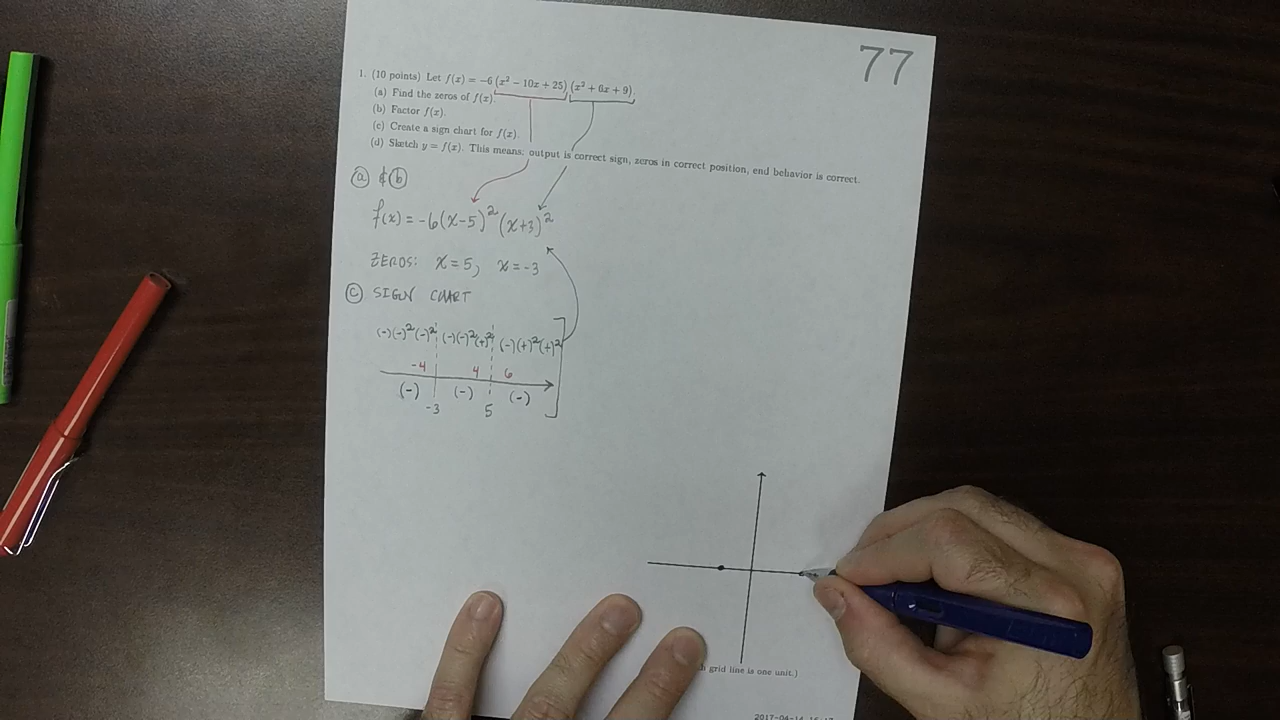 77
1. (10 points) Let f(x) = −6 (x² − 10x + 25) (x² + 6x + 9).
(a) Find the zeros of f(x).
(b) Factor f(x).
(c) Create a sign chart for f(x).
(d) Sketch y = f(x). This means: output is correct sign, zeros in correct position, end behavior is correct.
ⓐ & ⓑ
f(x) = -6(x-5)²(x+3)²
ZEROS: x=5, x=-3
ⓒ SIGN CHART
(-)(-)²(-)² (-)(-)²(+)² (-)(+)²(+)²
-4 4 6
(-) (-) (-)
-3 5
grid line is one unit.)